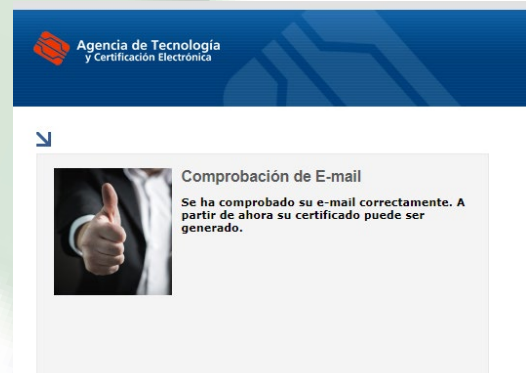 Agencia de Tecnología
y Certificación Electrónica
Comprobación de E-mail
Se ha comprobado su e-mail correctamente. A
partir de ahora su certificado puede ser
generado.